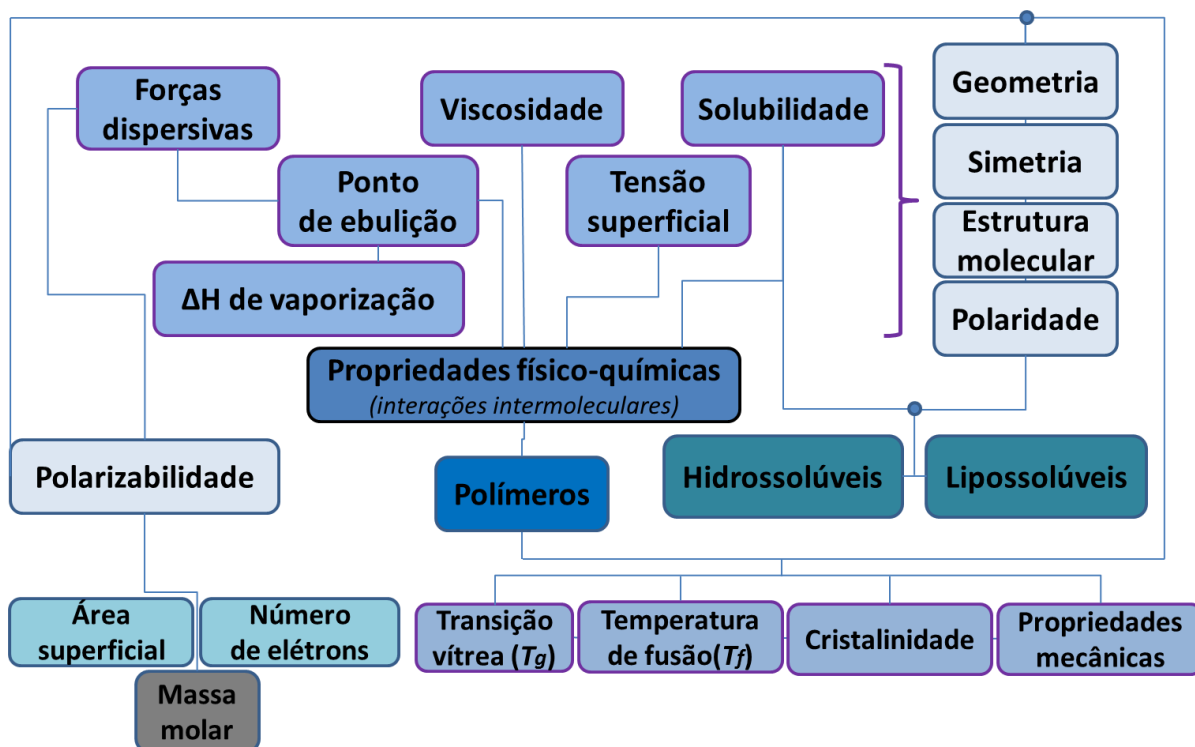 Forças
dispersivas
Viscosidade
Solubilidade
Geometria
Simetria
Estrutura
molecular
Polaridade
Ponto
de ebulição
Tensão
superficial
ΔH de vaporização
Propriedades físico-químicas
(interações intermoleculares)
Polarizabilidade
Polímeros
Hidrossolúveis
Lipossolúveis
Área
superficial
Número
de elétrons
Massa
molar
Transição
vítrea (Tg)
Temperatura
de fusão(Tf)
Cristalinidade
Propriedades
mecânicas